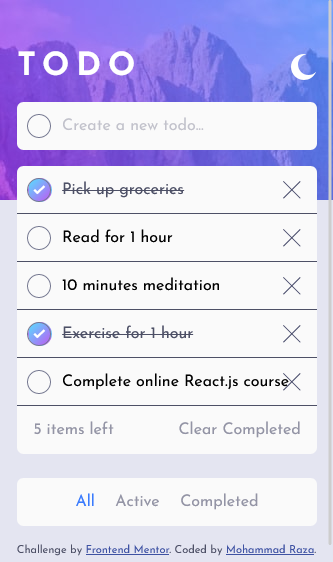 TODO
Create a new todo...
Pick up groceries
Read for 1 hour
10 minutes meditation
Exercise for 1 hour
Complete online React.js course
5 items left Clear Completed
All Active Completed
Challenge by Frontend Mentor. Coded by Mohammad Raza.